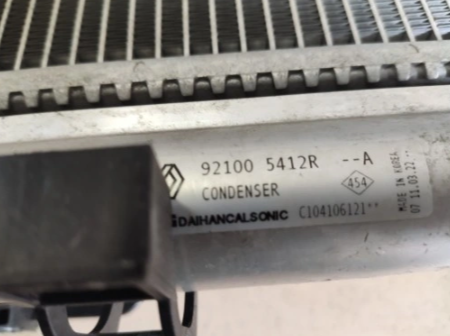 92100 5412R --A
CONDENSER
454
DAIHANCALSONIC C104106121**
MADE IN KOREA
07 11.03.22